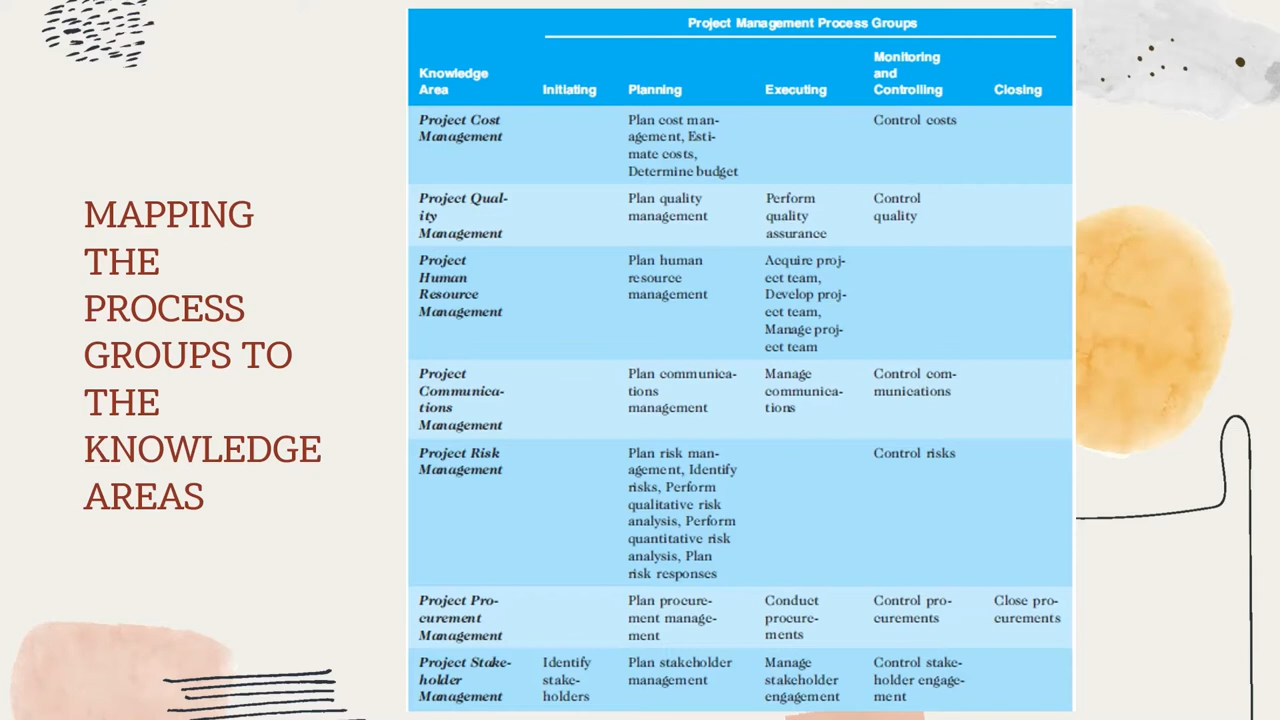 MAPPING
THE
PROCESS
GROUPS TO
THE
KNOWLEDGE
AREAS
Project Management Process Groups
Knowledge
Area
Initiating
Planning
Executing
Monitoring
and
Controlling
Closing
Project Cost
Management
Plan cost man-
agement, Esti-
mate costs,
Determine budget
Control costs
Project Qual-
ity
Management
Plan quality
management
Perform
quality
assurance
Control
quality
Project
Human
Resource
Management
Plan human
resource
management
Acquire proj-
ect team,
Develop proj-
ect team,
Manage proj-
ect team
Project
Communica-
tions
Management
Plan communica-
tions
management
Manage
communica-
tions
Control com-
munications
Project Risk
Management
Plan risk man-
agement, Identify
risks, Perform
qualitative risk
analysis, Perform
quantitative risk
analysis, Plan
risk responses
Control risks
Project Pro-
curement
Management
Plan procure-
ment manage-
ment
Conduct
procure-
ments
Control pro-
curements
Close pro-
curements
Project Stake-
holder
Management
Identify
stake-
holders
Plan stakeholder
management
Manage
stakeholder
engagement
Control stake-
holder engage-
ment